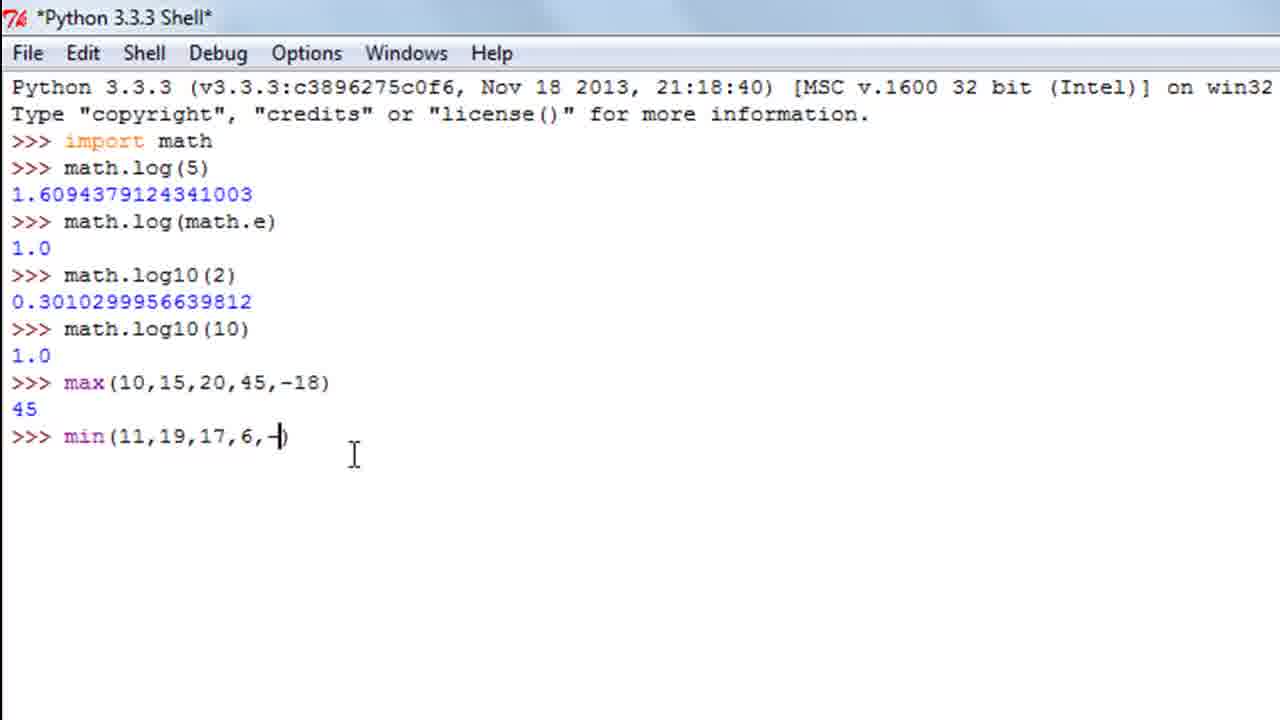 *Python 3.3.3 Shell*
File Edit Shell Debug Options Windows Help
Python 3.3.3 (v3.3.3:c3896275c0f6, Nov 18 2013, 21:18:40) [MSC v.1600 32 bit (Intel)] on win32
Type "copyright", "credits" or "license()" for more information.
>>> import math
>>> math.log(5)
1.6094379124341003
>>> math.log(math.e)
1.0
>>> math.log10(2)
0.3010299956639812
>>> math.log10(10)
1.0
>>> max(10,15,20,45,-18)
45
>>> min(11,19,17,6,-)